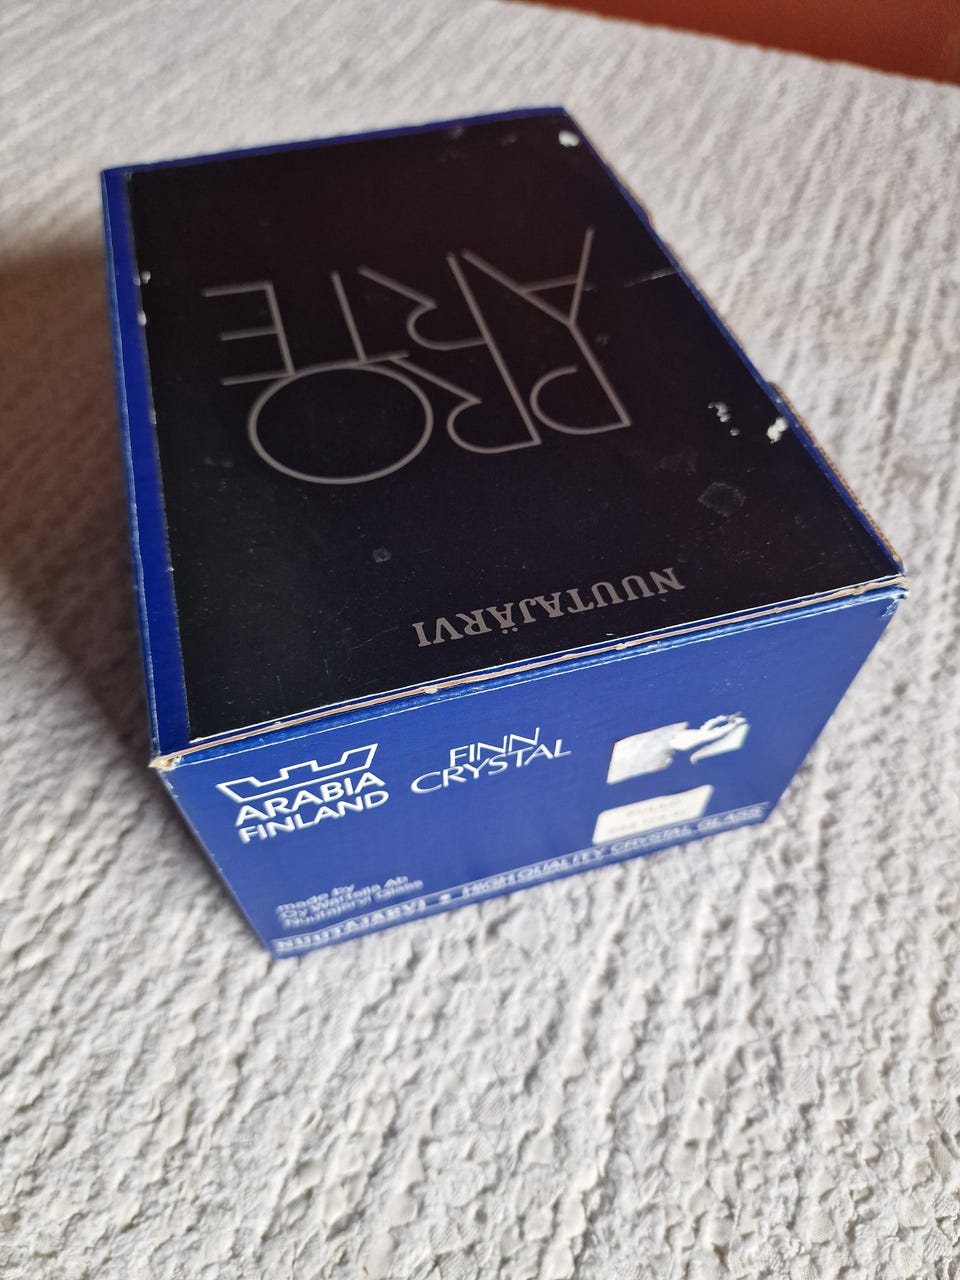 PRO
ARTE
NUUTAJÄRVI
ARABIA
FINLAND
FINN
CRYSTAL
made by
Oy Wärtsilä Ab
Nuutajärvi Glass
NUUTAJÄRVI • HIGH QUALITY CRYSTAL GLASS